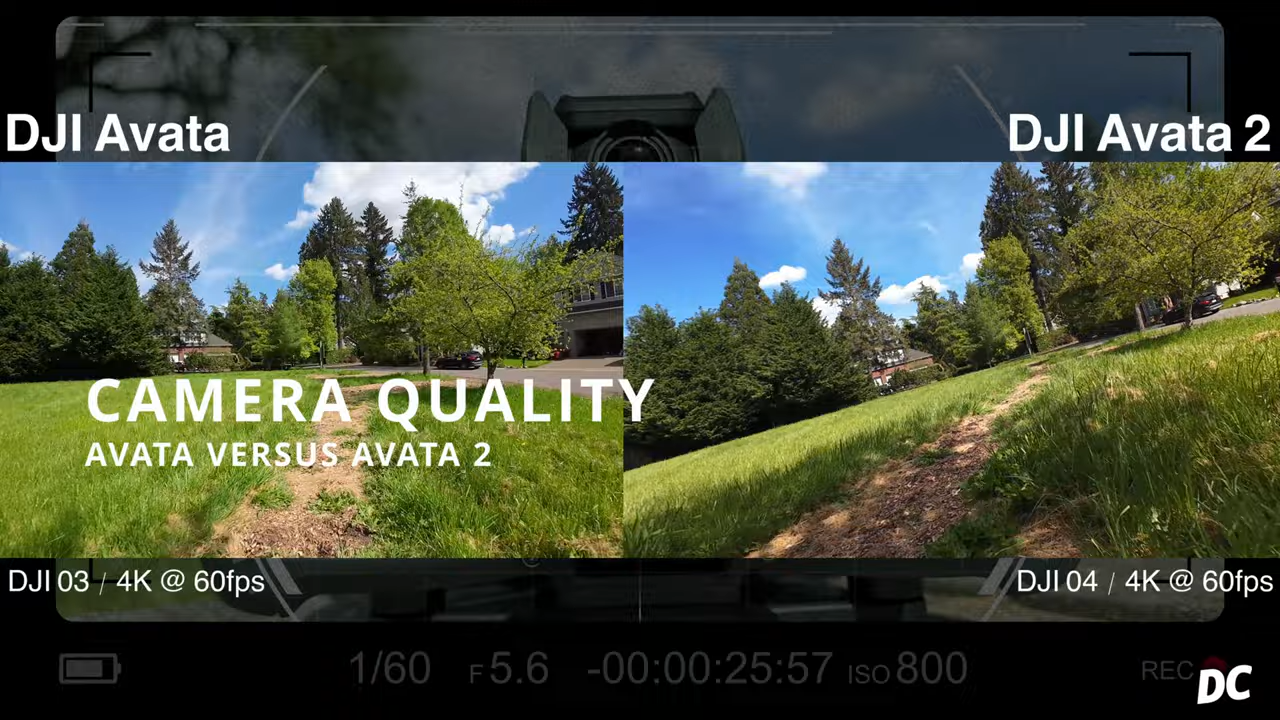 DJI Avata
DJI Avata 2
CAMERA QUALITY
AVATA VERSUS AVATA 2
DJI 03 / 4K @ 60fps
DJI 04 / 4K @ 60fps
1/60 F5.6 -00:00:25:57 ISO 800 REC
DC